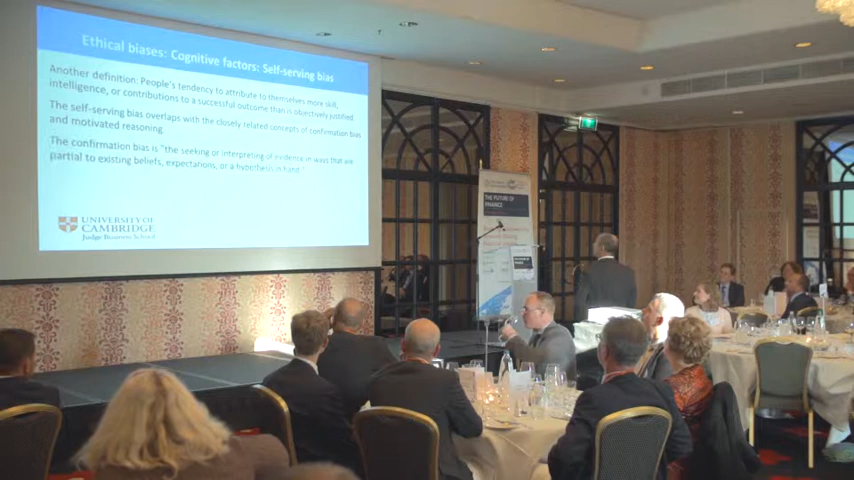 Ethical biases: Cognitive factors: Self-serving bias
Another definition: People's tendency to attribute to themselves more skill,
intelligence, or contributions to a successful outcome than is objectively justified.
The self-serving bias overlaps with the closely related concepts of confirmation bias
and motivated reasoning.
The confirmation bias is "the seeking or interpreting of evidence in ways that are
partial to existing beliefs, expectations, or a hypothesis in hand."
UNIVERSITY OF
CAMBRIDGE
Judge Business School
THE FUTURE OF
FINANCE